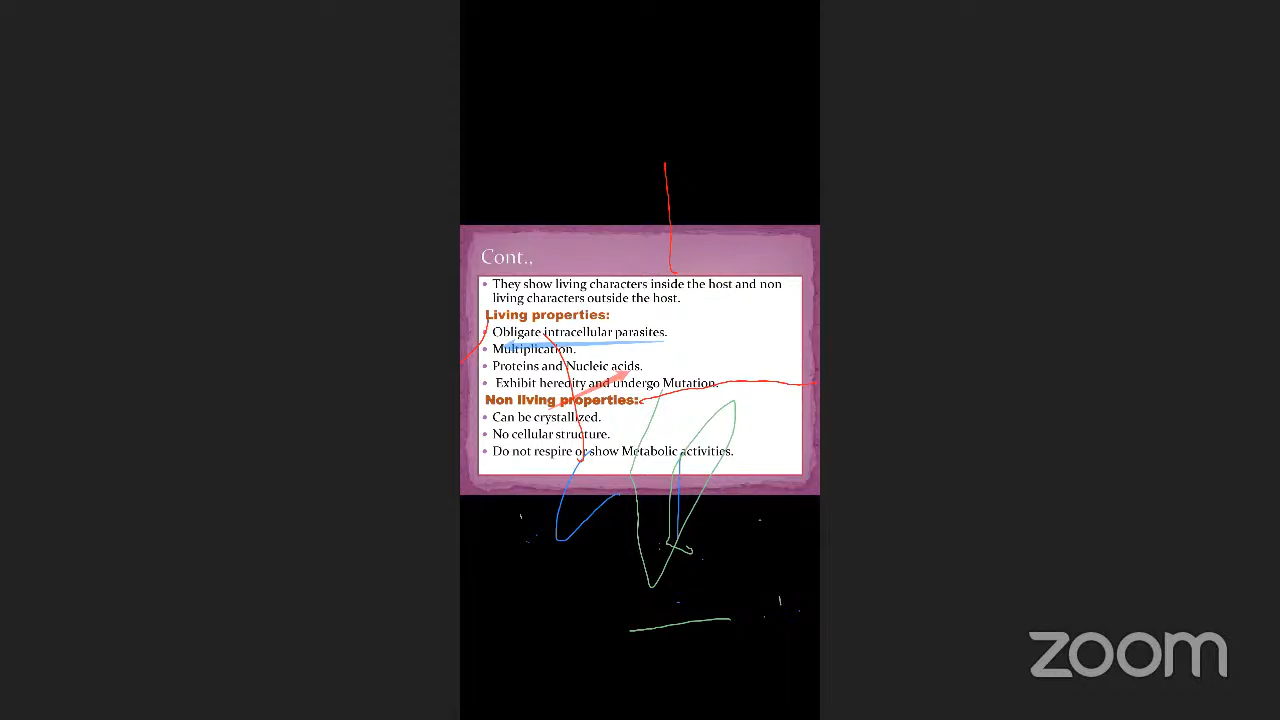 Cont.,
• They show living characters inside the host and non
living characters outside the host.
Living properties:
• Obligate intracellular parasites.
• Multiplication.
• Proteins and Nucleic acids.
• Exhibit heredity and undergo Mutation.
Non living properties:
• Can be crystallized.
• No cellular structure.
• Do not respire or show Metabolic activities.
zoom